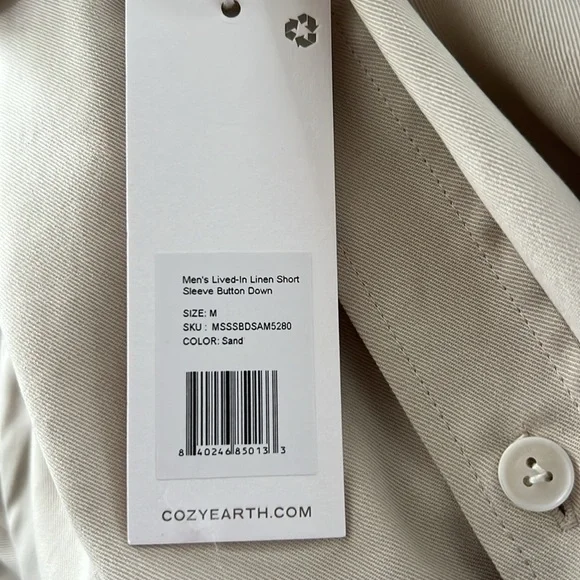 Men's Lived-In Linen Short
Sleeve Button Down
SIZE: M
SKU : MSSSBDSAM5280
COLOR: Sand
8 40246 85013 3
COZYEARTH.COM